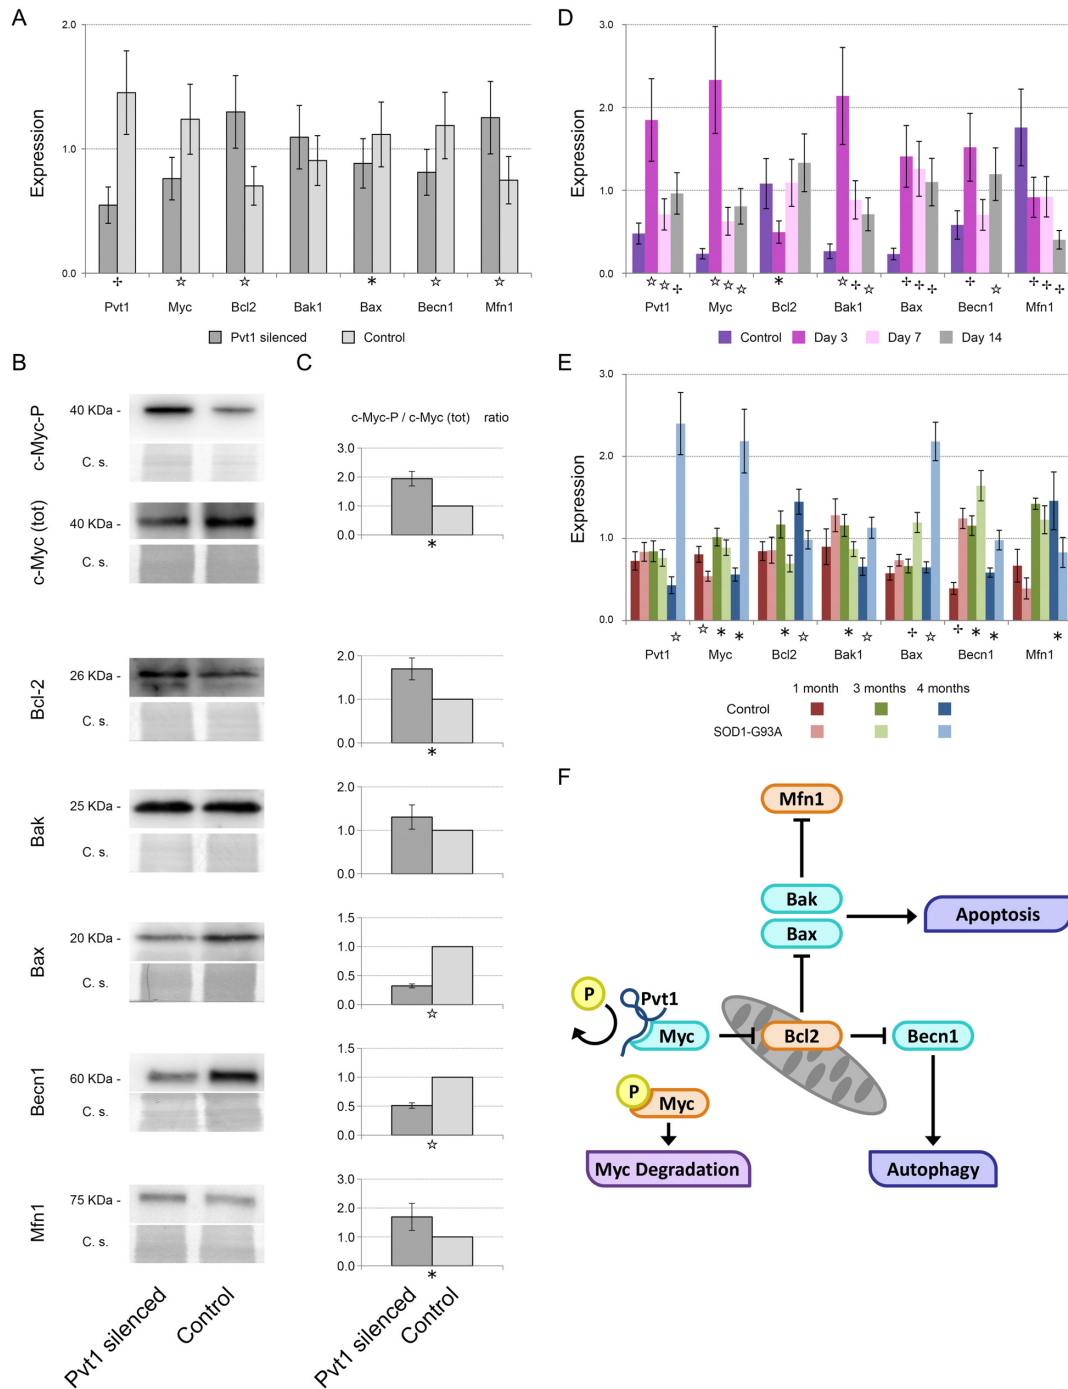 A
2.0
1.0
0.0
Expression
Pvt1 Myc Bcl2 Bak1 Bax Becn1 Mfn1
✢ ☆ ☆ * ☆ ☆
Pvt1 silenced Control
B
c-Myc-P
40 KDa -
C. s.
c-Myc (tot)
40 KDa -
C. s.
Bcl-2
26 KDa -
C. s.
Bak
25 KDa -
C. s.
Bax
20 KDa -
C. s.
Becn1
60 KDa -
C. s.
Mfn1
75 KDa -
C. s.
Pvt1 silenced
Control
C
c-Myc-P / c-Myc (tot) ratio
3.0
2.0
1.0
0.0
*
2.0
1.0
0.0
*
2.0
1.0
0.0
1.5
1.0
0.5
0.0
☆
1.5
1.0
0.5
0.0
☆
3.0
2.0
1.0
0.0
*
Pvt1 silenced
Control
D
3.0
2.0
1.0
0.0
Expression
☆ ☆ ✢ ☆ ☆ ☆ * ☆ ✢ ☆ ✢ ✢ ✢ ✢ ☆ ✢ ✢ ✢
Pvt1 Myc Bcl2 Bak1 Bax Becn1 Mfn1
Control Day 3 Day 7 Day 14
E
3.0
2.0
1.0
0.0
Expression
☆ ☆ * * * ☆ * ☆ ✢ ☆ ✢ * * *
Pvt1 Myc Bcl2 Bak1 Bax Becn1 Mfn1
1 month 3 months 4 months
Control
SOD1-G93A
F
Mfn1
Bak
Apoptosis
Bax
P
Pvt1
Myc
Bcl2
Becn1
P
Myc
Myc Degradation
Autophagy